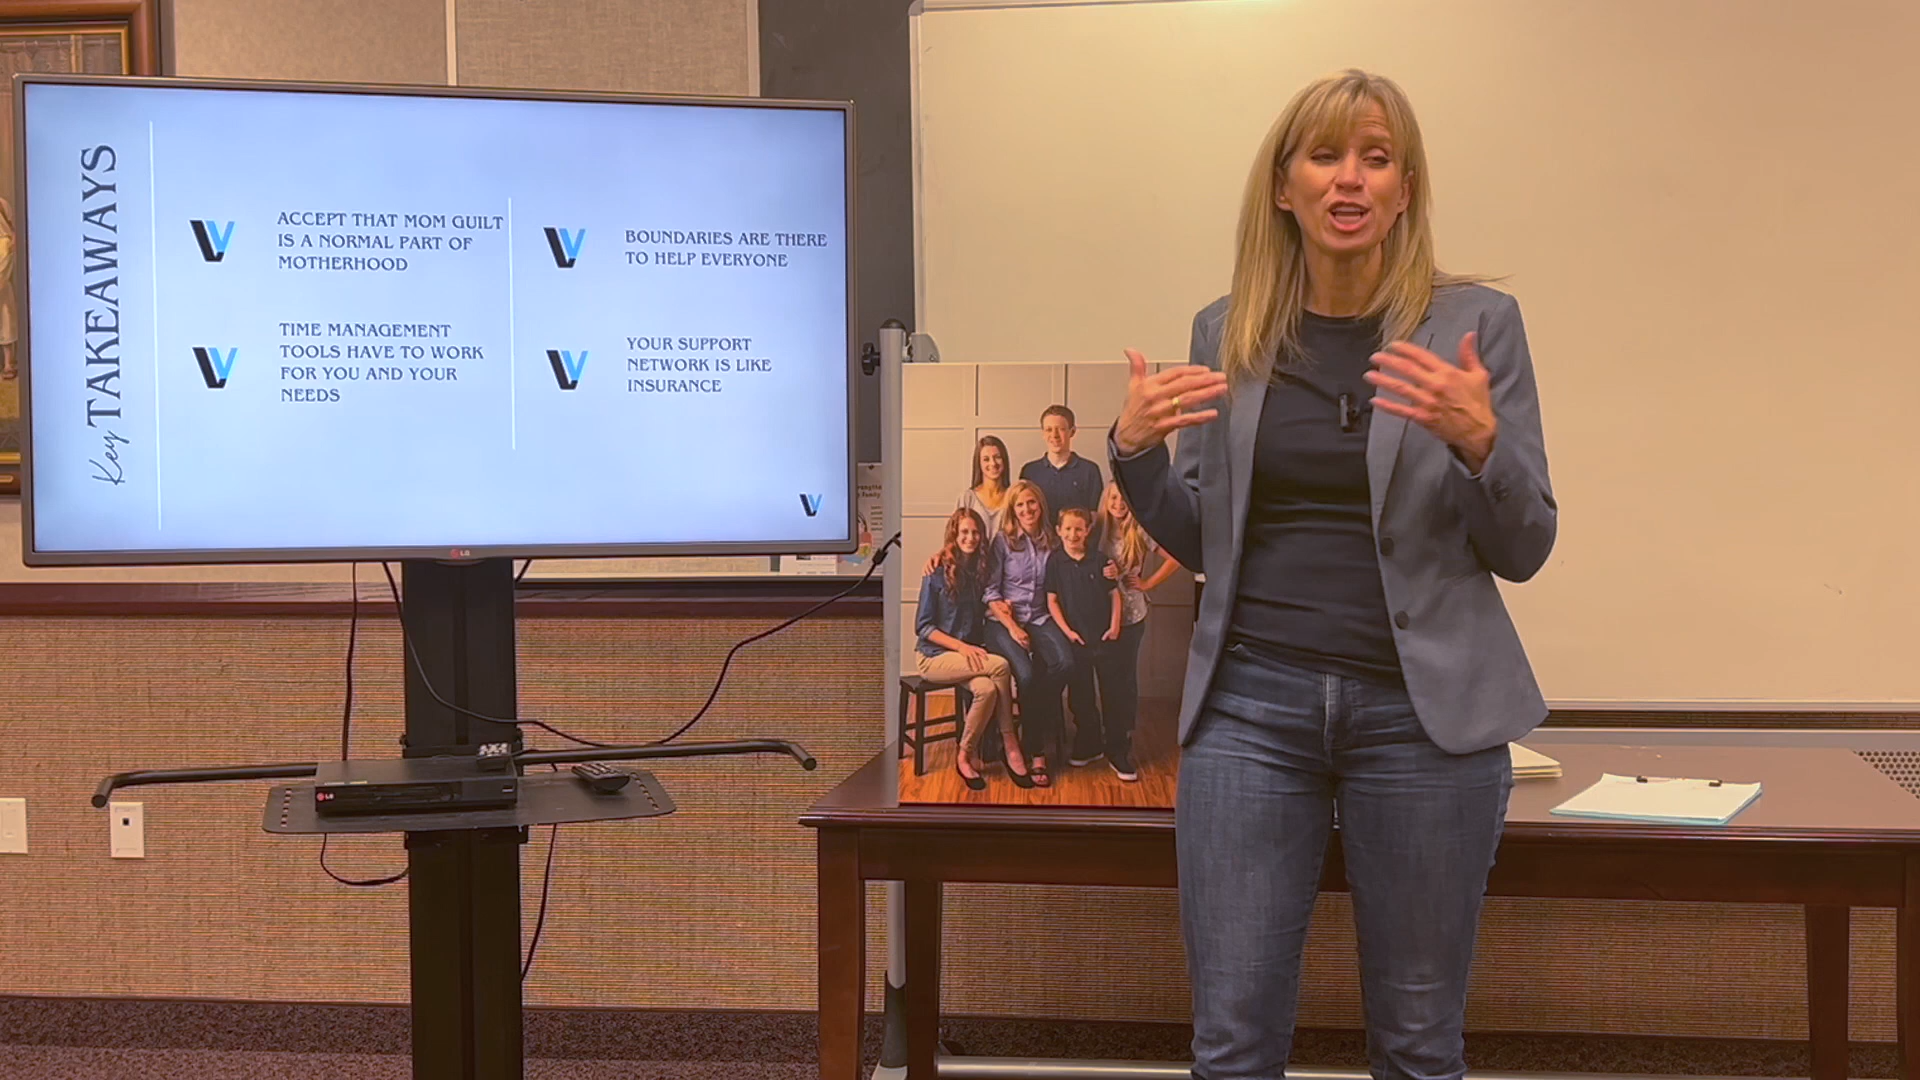 Key TAKEAWAYS
ACCEPT THAT MOM GUILT
IS A NORMAL PART OF
MOTHERHOOD
TIME MANAGEMENT
TOOLS HAVE TO WORK
FOR YOU AND YOUR
NEEDS
BOUNDARIES ARE THERE
TO HELP EVERYONE
YOUR SUPPORT
NETWORK IS LIKE
INSURANCE
LG
LG